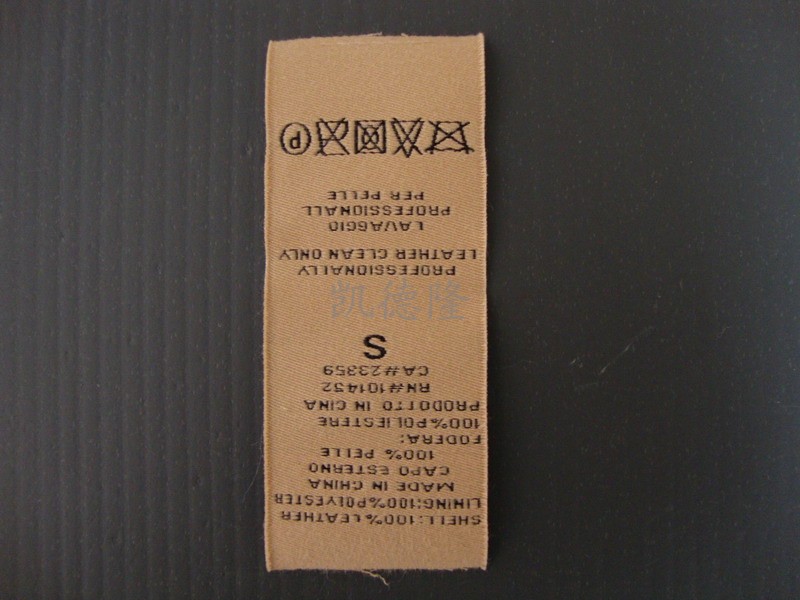 SHELL:100%LEATHER
LINING:100%POLYESTER
MADE IN CHINA
CAPO ESTERNO
100% PELLE
FODERA:
100%POLIESTERE
PRODOTTO IN CINA
RN#101452
CA#23359
S
凯德隆
PROFESSIONALLY
LEATHER CLEAN ONLY
LAVAGGIO
PROFESSIONALL
PER PELLE
P